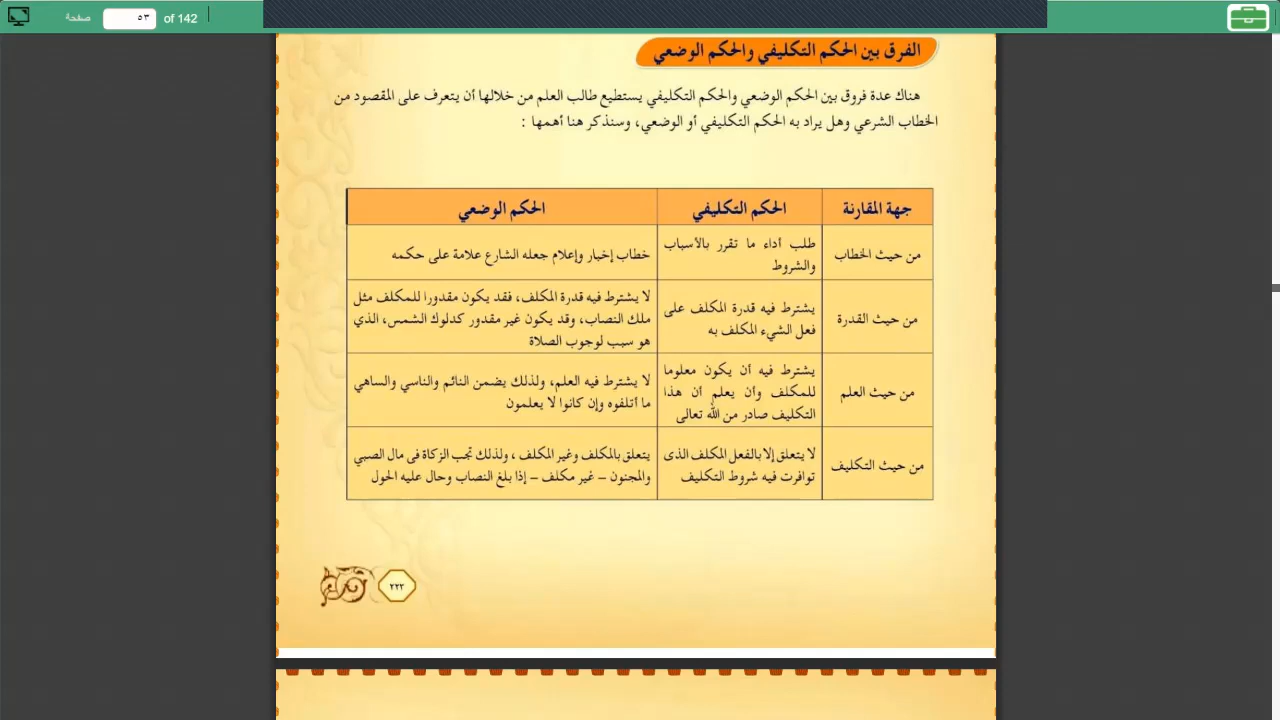 صفحة ٥٣ of 142
الفرق بين الحكم التكليفي والحكم الوضعي
هناك عدة فروق بين الحكم الوضعي والحكم التكليفي يستطيع طالب العلم من خلالها أن يتعرف على المقصود من
الخطاب الشرعي وهل يراد به الحكم التكليفي أو الوضعي، وسنذكر هنا أهمها :
جهة المقارنة
الحكم التكليفي
الحكم الوضعي
من حيث الخطاب
طلب أداء ما تقرر بالأسباب
والشروط
خطاب إخبار وإعلام جعله الشارع علامة على حكمه
من حيث القدرة
يشترط فيه قدرة المكلف على
فعل الشيء المكلف به
لا يشترط فيه قدرة المكلف، فقد يكون مقدورا للمكلف مثل
ملك النصاب، وقد يكون غير مقدور كدلوك الشمس، الذي
هو سبب لوجوب الصلاة
من حيث العلم
يشترط فيه أن يكون معلوما
للمكلف وأن يعلم أن هذا
التكليف صادر من الله تعالى
لا يشترط فيه العلم، ولذلك يضمن النائم والناسي والساهي
ما أتلفوه وإن كانوا لا يعلمون
من حيث التكليف
لا يتعلق إلا بالفعل المكلف الذى
توافرت فيه شروط التكليف
يتعلق بالمكلف وغير المكلف ، ولذلك تجب الزكاة فى مال الصبي
والمجنون – غير مكلف – إذا بلغ النصاب وحال عليه الحول
٢٢٣